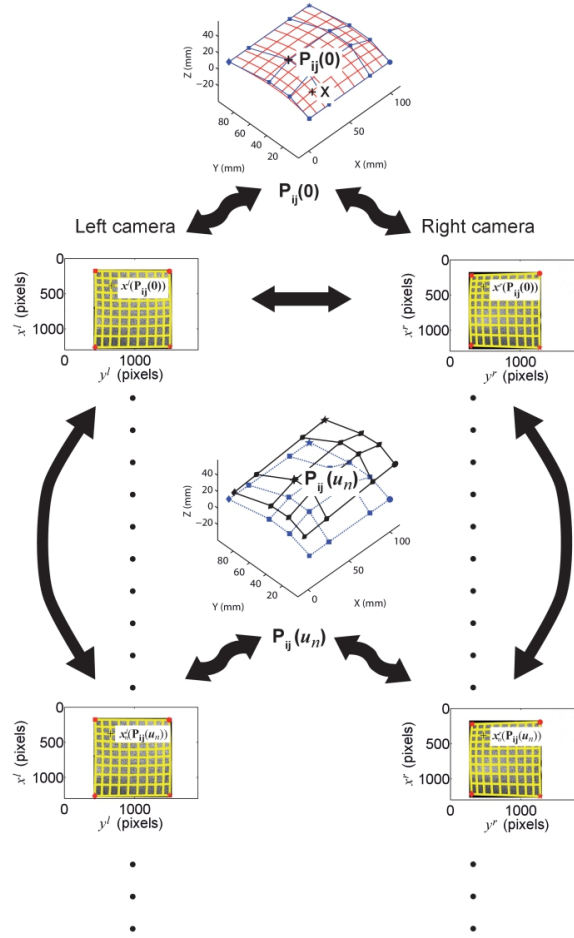 40
20
0
−20
Z (mm)
P_ij(0)
X
80
60
40
20
Y (mm)
0
50
100
X (mm)
P_ij(0)
Left camera
Right camera
0
500
1000
x^l (pixels)
x^l(P_ij(0))
0
1000
y^l (pixels)
0
500
1000
x^r (pixels)
x^r(P_ij(0))
0
1000
y^r (pixels)
40
20
0
−20
Z (mm)
P_ij(u_n)
80
60
40
20
Y (mm)
0
50
100
X (mm)
P_ij(u_n)
0
500
1000
x^l (pixels)
(P_ij(u_n))
0
1000
y^l (pixels)
0
500
1000
x^r (pixels)
(P_ij(u_n))
0
1000
y^r (pixels)